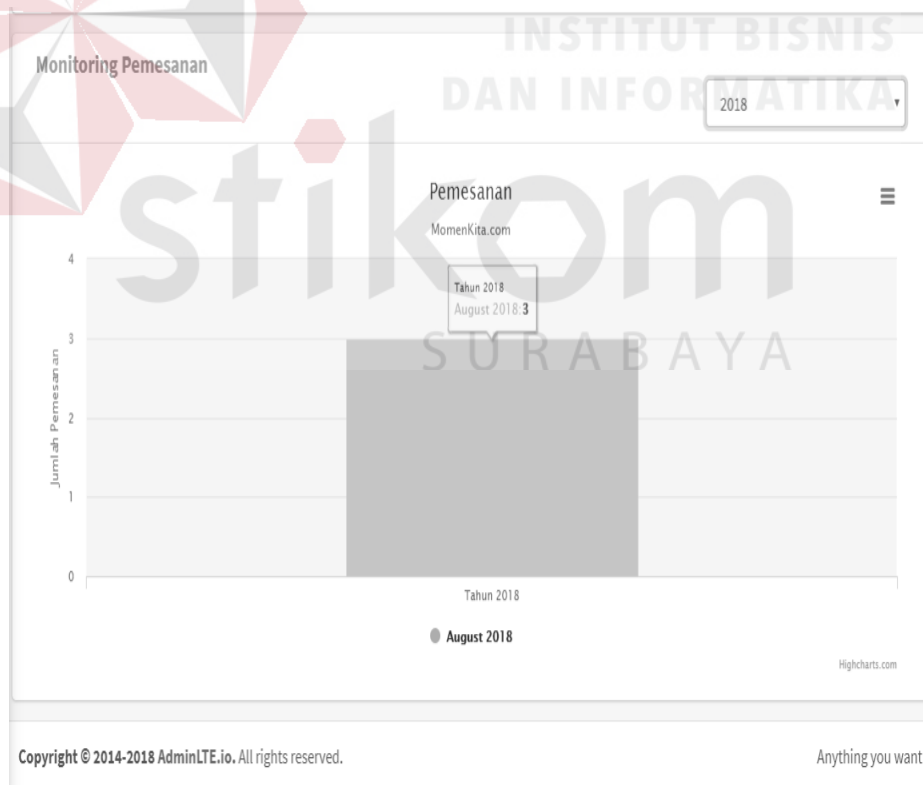 INSTITUT BISNIS
DAN INFORMATIKA
stikom
SURABAYA
Monitoring Pemesanan
2018
Pemesanan
MomenKita.com
4
3
2
1
0
Jumlah Pemesanan
Tahun 2018
August 2018: 3
Tahun 2018
August 2018
Highcharts.com
Copyright © 2014-2018 AdminLTE.io. All rights reserved.
Anything you want